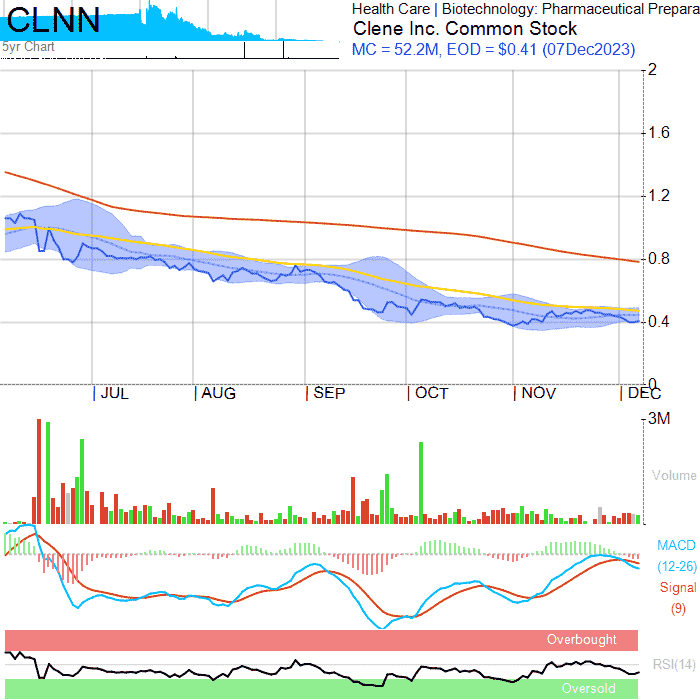 CLNN
Health Care | Biotechnology: Pharmaceutical Prepara
Clene Inc. Common Stock
MC = 52.2M, EOD = $0.41 (07Dec2023)
5yr Chart
2
1.6
1.2
0.8
0.4
0
JUL
AUG
SEP
OCT
NOV
DEC
3M
Volume
MACD
(12-26)
Signal
(9)
Overbought
RSI(14)
Oversold